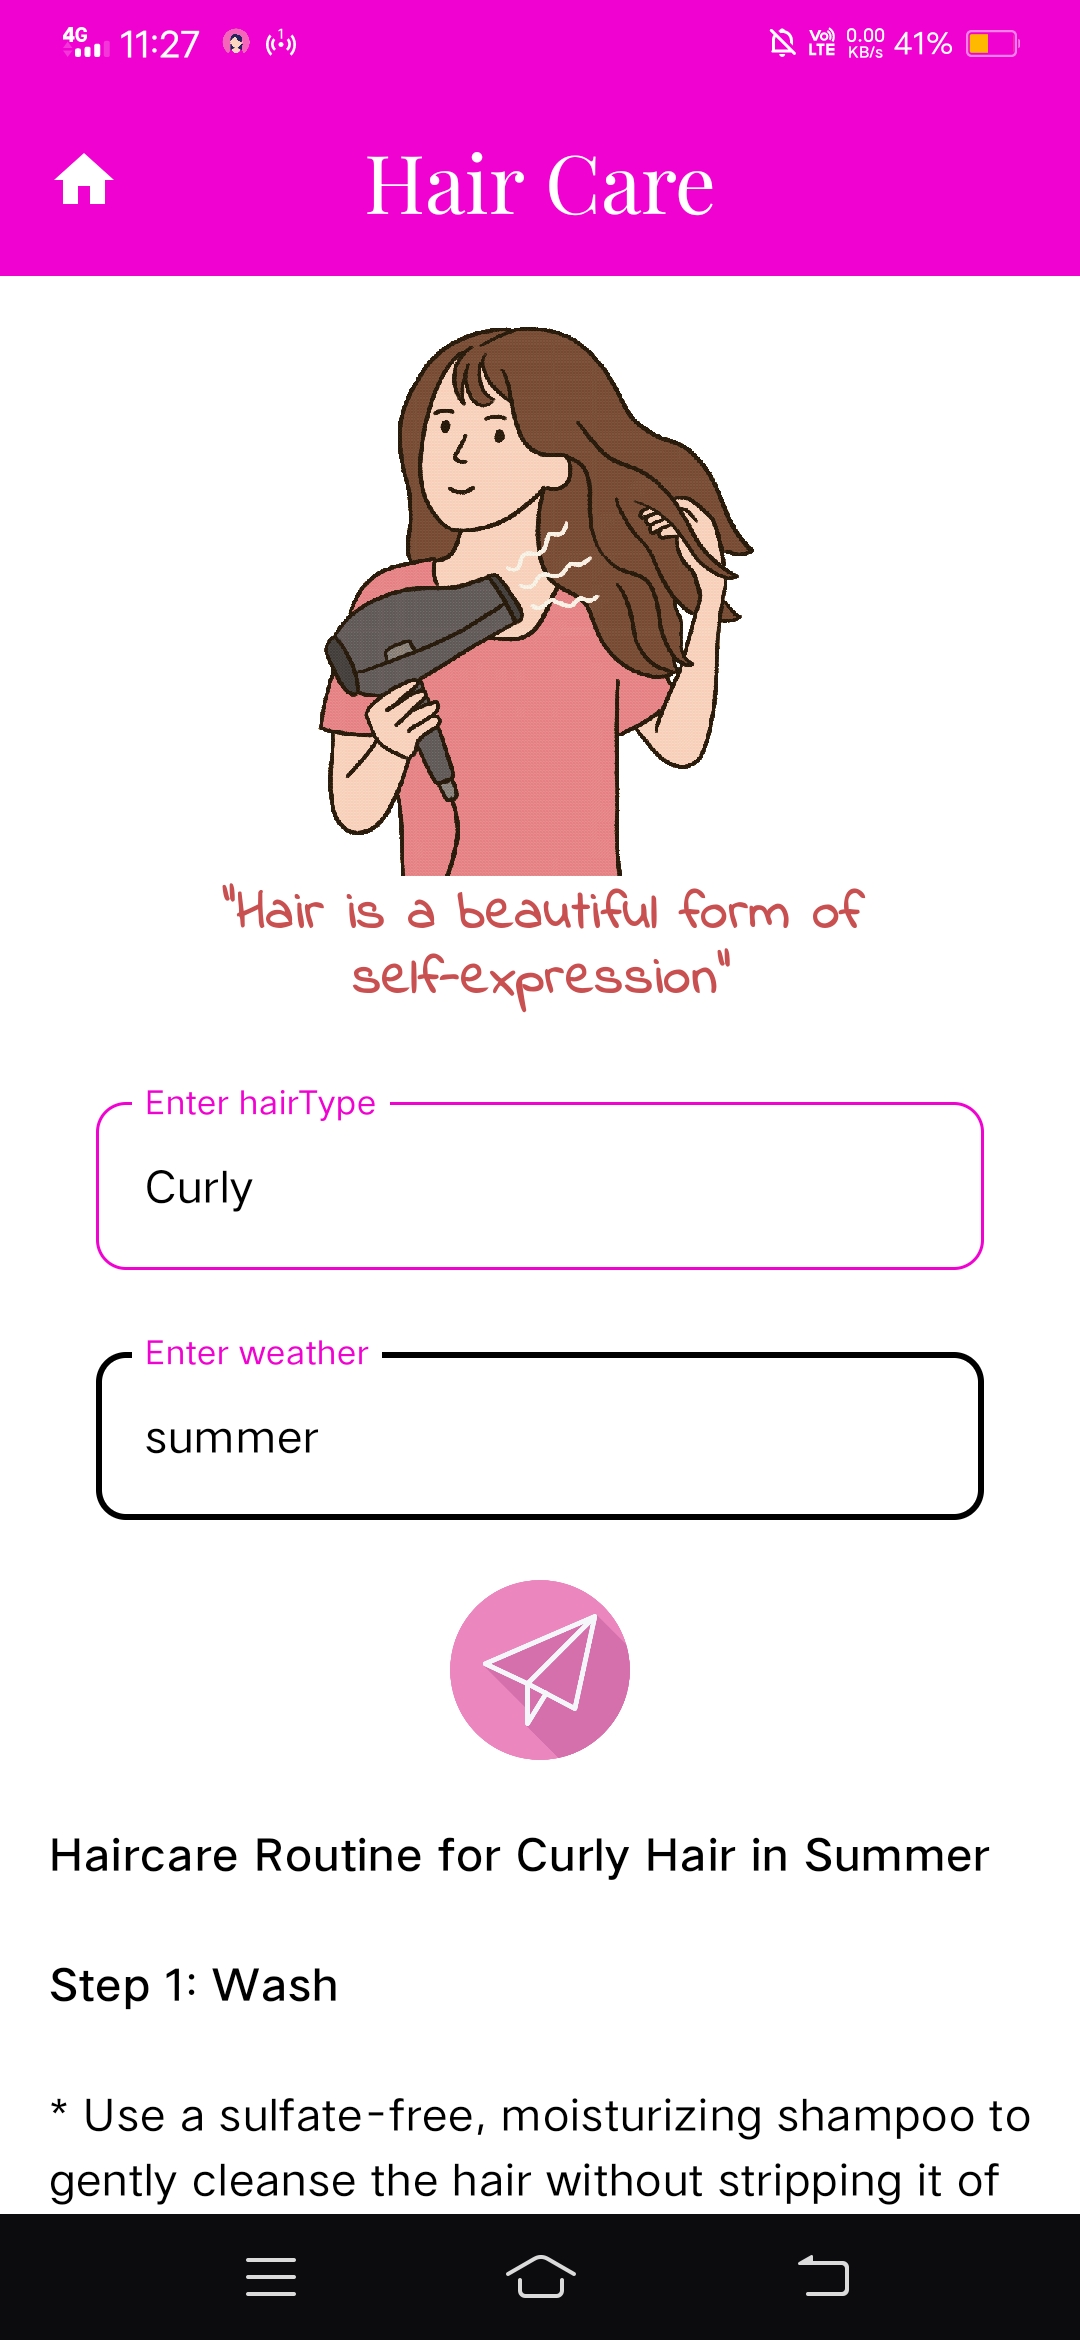 4G 11:27 1 Vo) LTE 0.00 KB/s 41%
Hair Care
"Hair is a beautiful form of
self-expression"
Enter hairType
Curly
Enter weather
summer
Haircare Routine for Curly Hair in Summer
Step 1: Wash
* Use a sulfate-free, moisturizing shampoo to
gently cleanse the hair without stripping it of